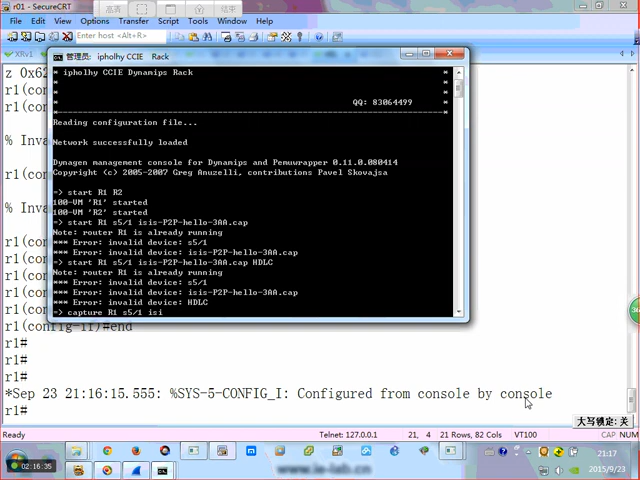 r01 - SecureCRT
高清
结束
File Edit View Options Transfer Script Tools Window Help
Enter host <Alt+R>
XRv1
管理员: ipholhy CCIE Rack
z 0x62
r1(con
r1(con
% Inva
r1(con
% Inva
r1(con
r1(con
r1(con
r1(con
r1(con
r1(con
* ipholhy CCIE Dynamips Rack *
* *
* *
* QQ: 83064499 *
Reading configuration file...
Network successfully loaded
Dynagen management console for Dynamips and Pemuwrapper 0.11.0.080414
Copyright (c) 2005-2007 Greg Anuzelli, contributions Pavel Skovajsa
=> start R1 R2
100-VM 'R1' started
100-VM 'R2' started
=> start R1 s5/1 isis-P2P-hello-3AA.cap
Note: router R1 is already running
*** Error: invalid device: s5/1
*** Error: invalid device: isis-P2P-hello-3AA.cap
=> start R1 s5/1 isis-P2P-hello-3AA.cap HDLC
Note: router R1 is already running
*** Error: invalid device: s5/1
*** Error: invalid device: isis-P2P-hello-3AA.cap
*** Error: invalid device: HDLC
=> capture R1 s5/1 isi
r1(config-if)#end
r1#
r1#
r1#
*Sep 23 21:16:15.555: %SYS-5-CONFIG_I: Configured from console by console
r1#
大写锁定: 关
Ready
Telnet: 127.0.0.1 21, 4 21 Rows, 82 Cols VT100 CAP NUM
02:16:35
www.ie-lab.cn
21:17
2015/9/23